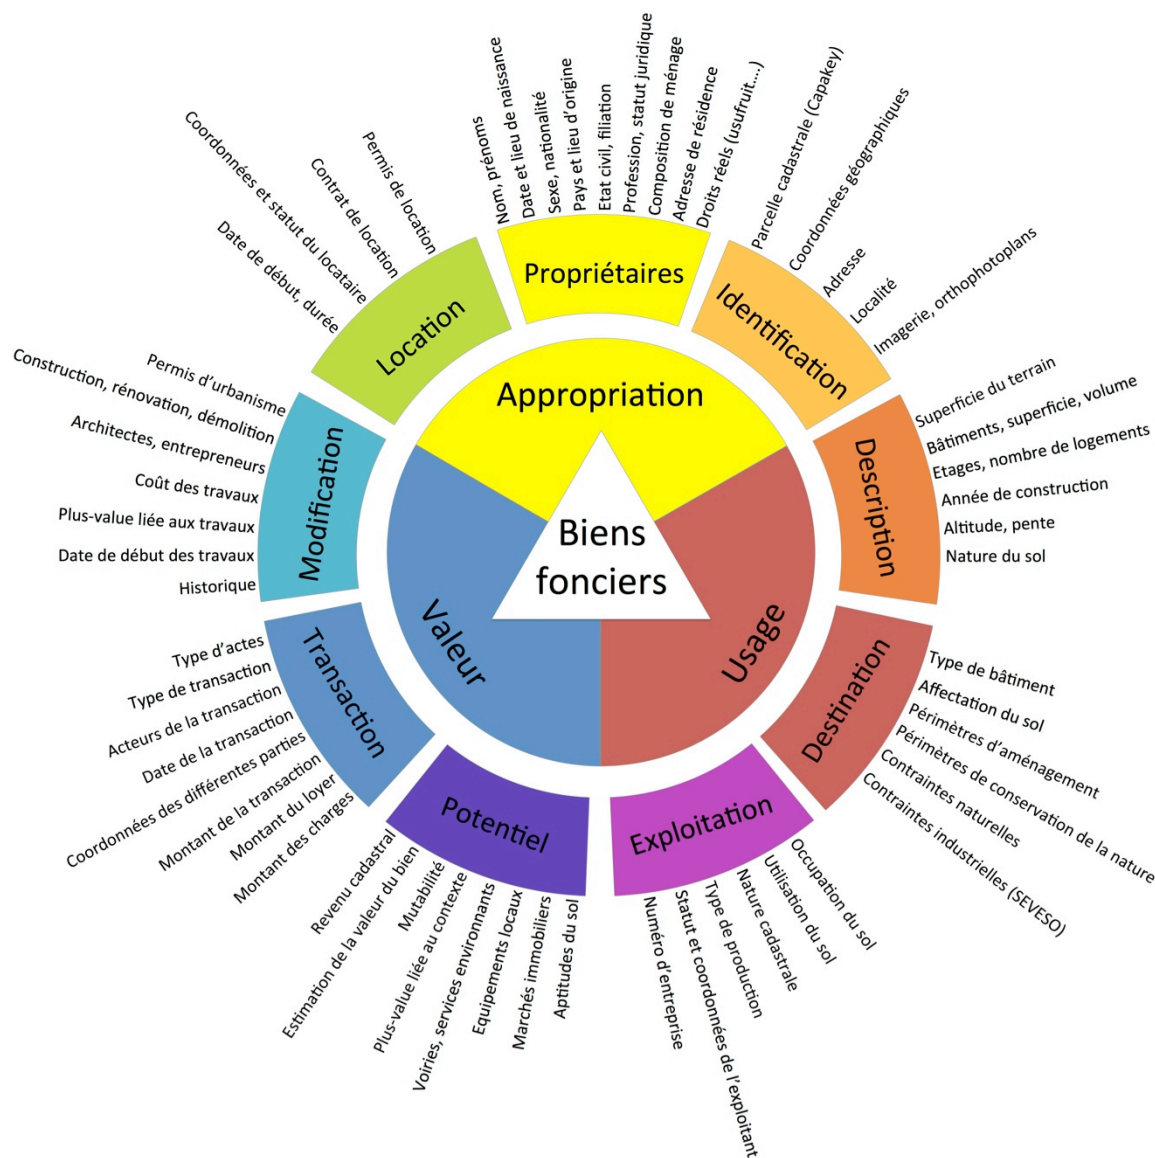 Biens
fonciers
Appropriation
Usage
Valeur
Propriétaires
Nom, prénoms
Date et lieu de naissance
Sexe, nationalité
Pays et lieu d'origine
Etat civil, filiation
Profession, statut juridique
Composition de ménage
Adresse de résidence
Droits réels (usufruit....)
Identification
Parcelle cadastrale (Capakey)
Coordonnées géographiques
Adresse
Localité
Imagerie, orthophotoplans
Description
Superficie du terrain
Bâtiments, superficie, volume
Etages, nombre de logements
Année de construction
Altitude, pente
Nature du sol
Destination
Type de bâtiment
Affectation du sol
Périmètres d'aménagement
Périmètres de conservation de la nature
Contraintes naturelles
Contraintes industrielles (SEVESO)
Exploitation
Occupation du sol
Utilisation du sol
Nature cadastrale
Type de production
Statut et coordonnées de l'exploitant
Numéro d'entreprise
Potentiel
Aptitudes du sol
Marchés immobiliers
Equipements locaux
Voiries, services environnants
Plus-value liée au contexte
Mutabilité
Estimation de la valeur du bien
Revenu cadastral
Transaction
Montant des charges
Montant du loyer
Montant de la transaction
Coordonnées des différentes parties
Date de la transaction
Acteurs de la transaction
Type de transaction
Type d'actes
Modification
Historique
Date de début des travaux
Plus-value liée aux travaux
Coût des travaux
Architectes, entrepreneurs
Construction, rénovation, démolition
Permis d'urbanisme
Location
Date de début, durée
Coordonnées et statut du locataire
Contrat de location
Permis de location